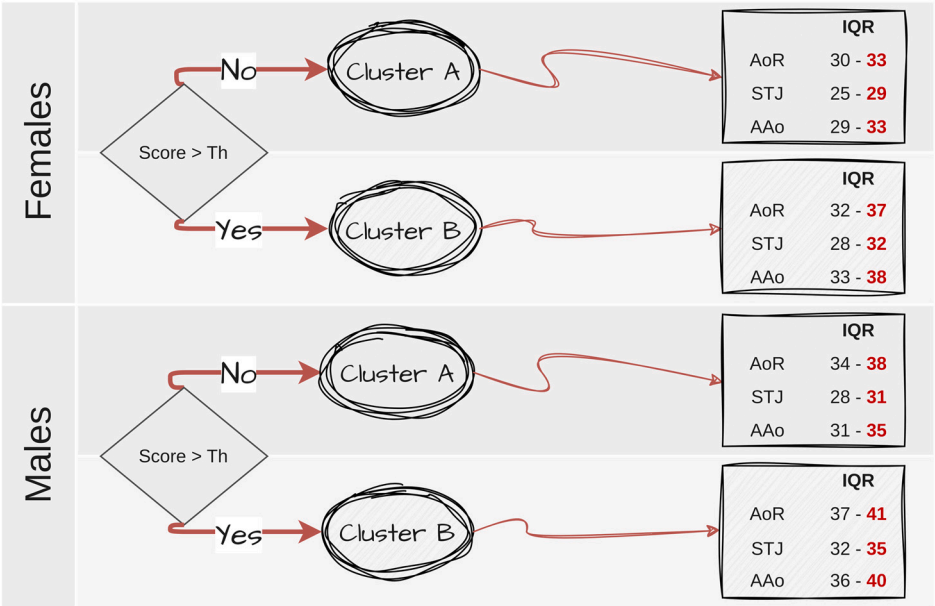 Females
Score > Th
No
Cluster A
IQR
AoR 30 - 33
STJ 25 - 29
AAo 29 - 33
Yes
Cluster B
IQR
AoR 32 - 37
STJ 28 - 32
AAo 33 - 38
Males
Score > Th
No
Cluster A
IQR
AoR 34 - 38
STJ 28 - 31
AAo 31 - 35
Yes
Cluster B
IQR
AoR 37 - 41
STJ 32 - 35
AAo 36 - 40